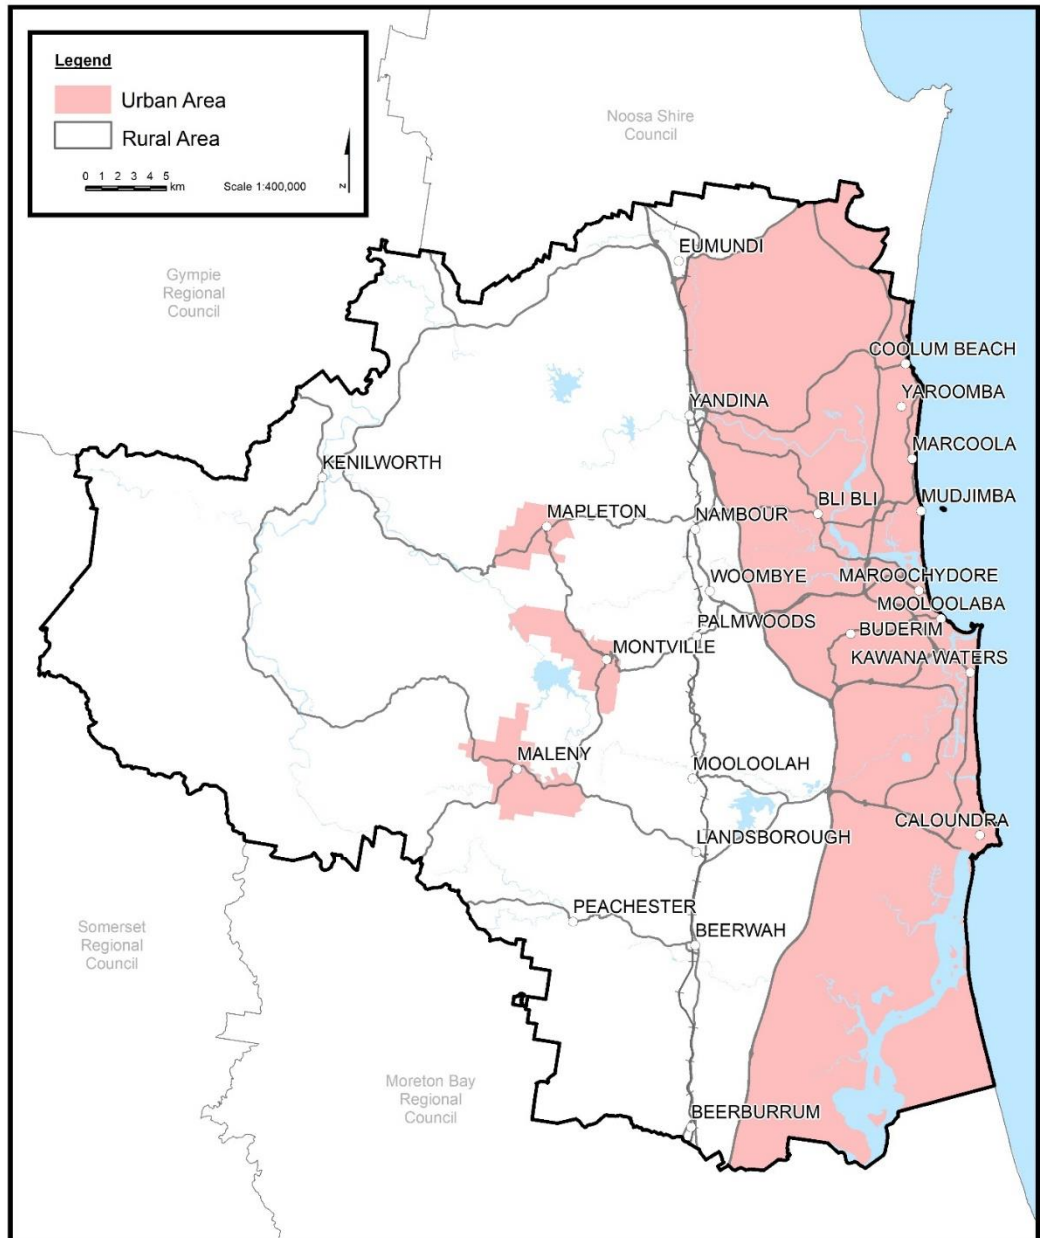 Legend
Urban Area
Rural Area
0 1 2 3 4 5
km
Scale 1:400,000
N
Noosa Shire
Council
Gympie
Regional
Council
EUMUNDI
COOLUM BEACH
YAROOMBA
YANDINA
MARCOOLA
KENILWORTH
BLI BLI
MUDJIMBA
MAPLETON
NAMBOUR
WOOMBYE
MAROOCHYDORE
MOOLOOLABA
PALMWOODS
BUDERIM
MONTVILLE
KAWANA WATERS
MALENY
MOOLOOLAH
CALOUNDRA
LANDSBOROUGH
PEACHESTER
BEERWAH
Somerset
Regional
Council
Moreton Bay
Regional
Council
BEERBURRUM